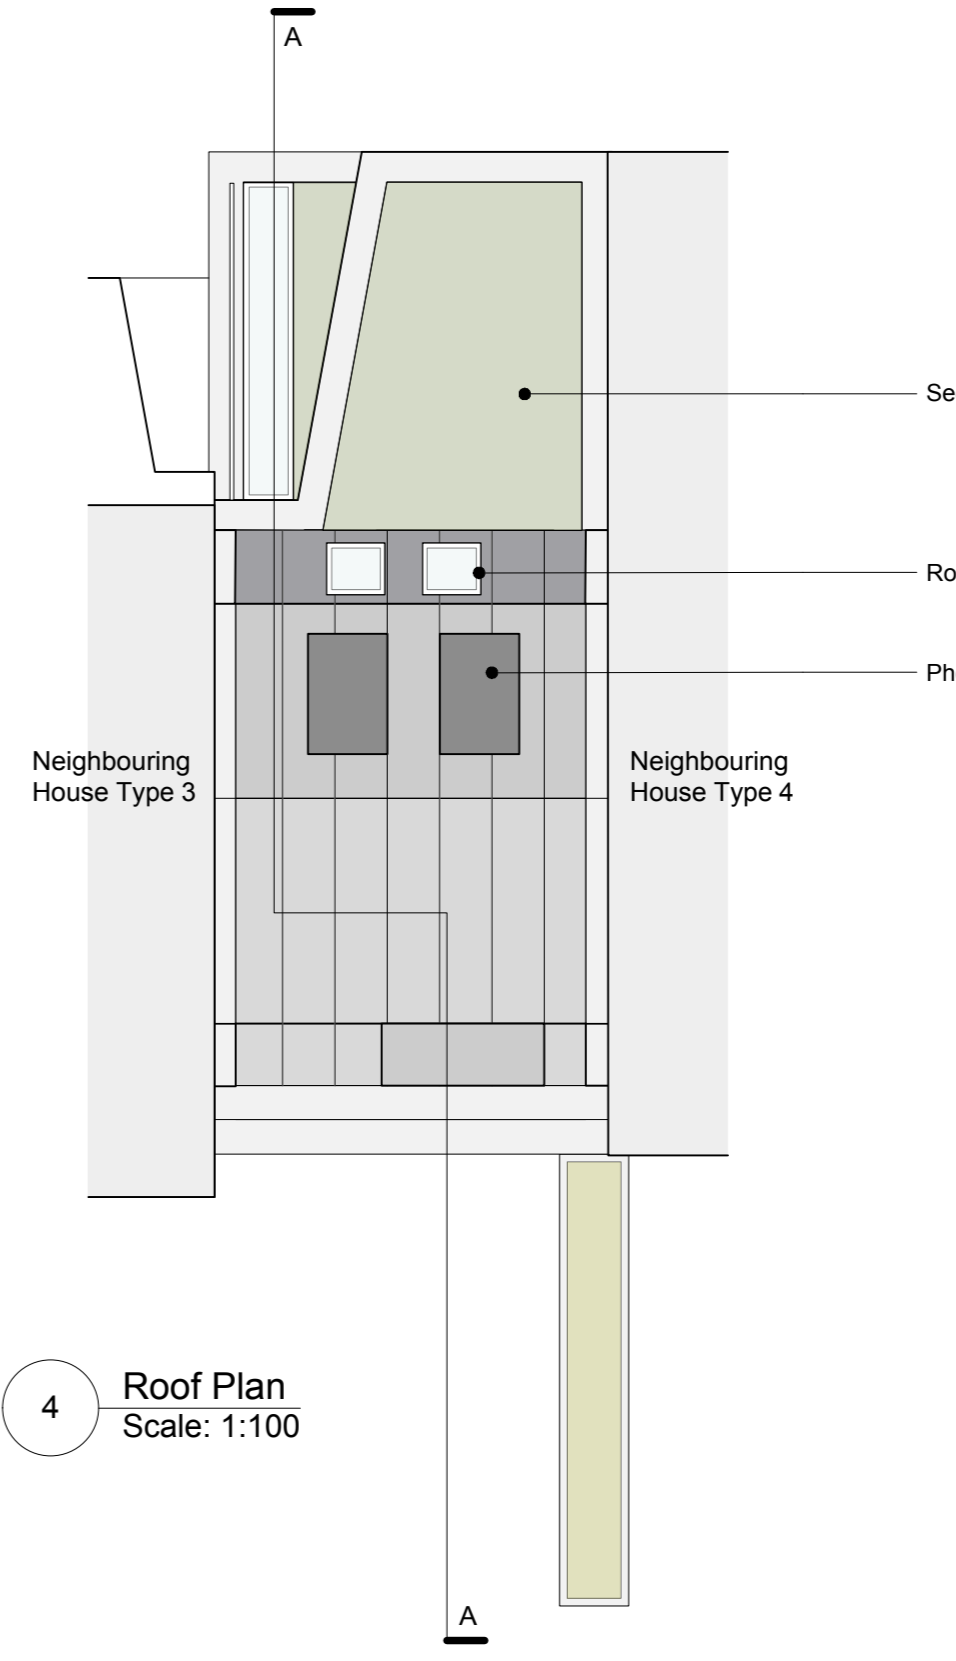 A
Se
Ro
Ph
Neighbouring
House Type 3
Neighbouring
House Type 4
4
Roof Plan
Scale: 1:100
A